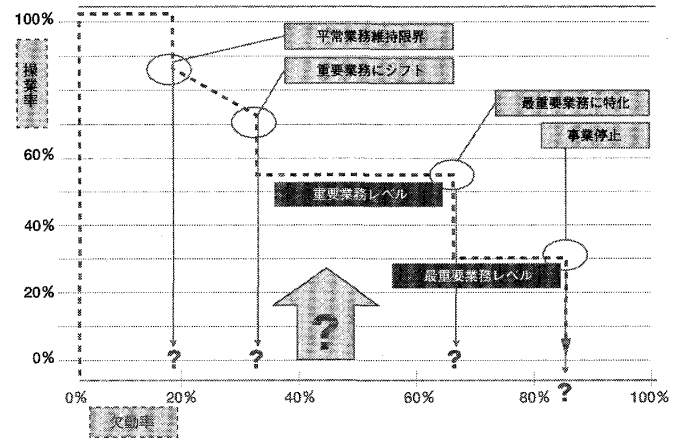 100%
平常業務維持限界
操業率
重要業務にシフト
最重要業務に特化
事業停止
60%
重要業務レベル
40%
最重要業務レベル
20%
?
0%
? ? ? ?
0% 20% 40% 60% 80% 100%
欠勤率